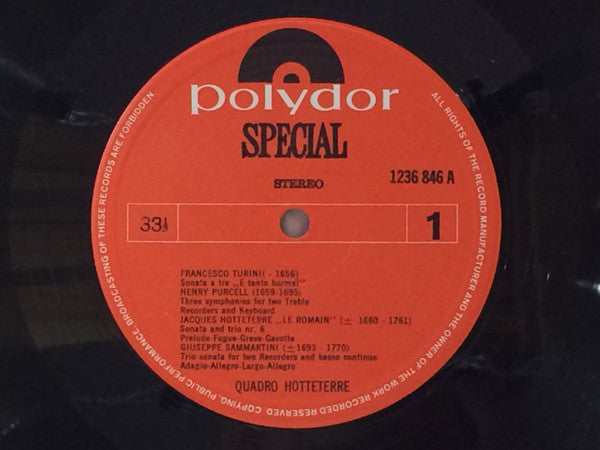 polydor
SPECIAL
STEREO
1236 846 A
33⅓
1
FRANCESCO TURINI( - 1656)
Sonata a tre „E tanto hormei"
HENRY PURCELL (1659-1695)
Three symphonies for two Treble
Recorders and Keyboard
JACQUES HOTTETERRE „LE ROMAIN" (± 1680 - 1761)
Sonata and trio nr. 6
Prelude-Fugue-Grave-Gavotte
GIUSEPPE SAMMARTINI (±1693 - 1770)
Trio sonata for two Recorders and basso continue
Adagio-Allegro-Largo-Allegro
QUADRO HOTTETERRE
ALL RIGHTS OF THE RECORD MANUFACTURER AND THE OWNER OF THE WORK RECORDED RESERVED. COPYING, PUBLIC PERFORMANCE, BROADCASTING OF THESE RECORDS ARE FORBIDDEN